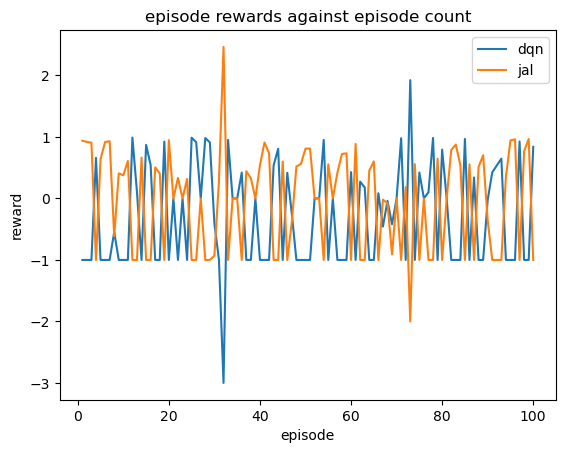 episode rewards against episode count
dqn
jal
reward
2
1
0
−1
−2
−3
0
20
40
60
80
100
episode